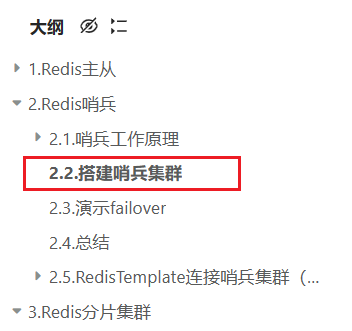 大纲
1.Redis主从
2.Redis哨兵
2.1.哨兵工作原理
2.2.搭建哨兵集群
2.3.演示failover
2.4.总结
2.5.RedisTemplate连接哨兵集群（...
3.Redis分片集群